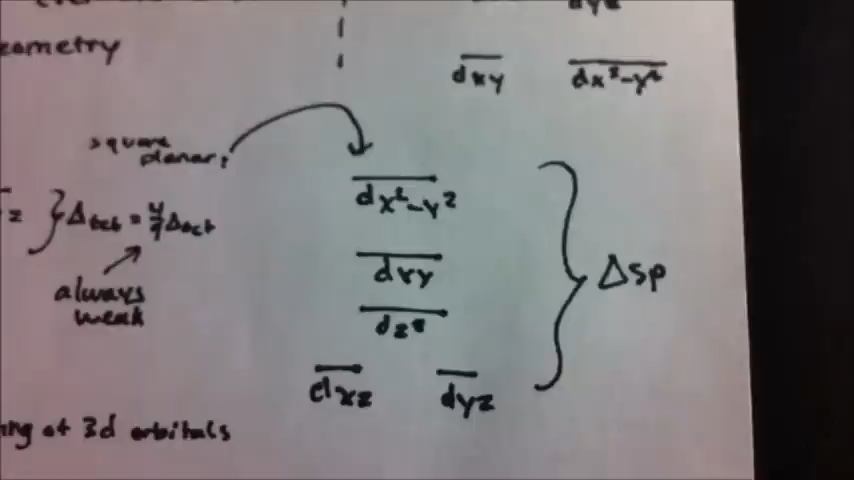 eometry
dxy dx²-y²
square
planar:
dx²-y²
z } Δtet = 4/9 Δoct
dxy
Δsp
always
weak
dz²
dxz dyz
ng of 3d orbitals